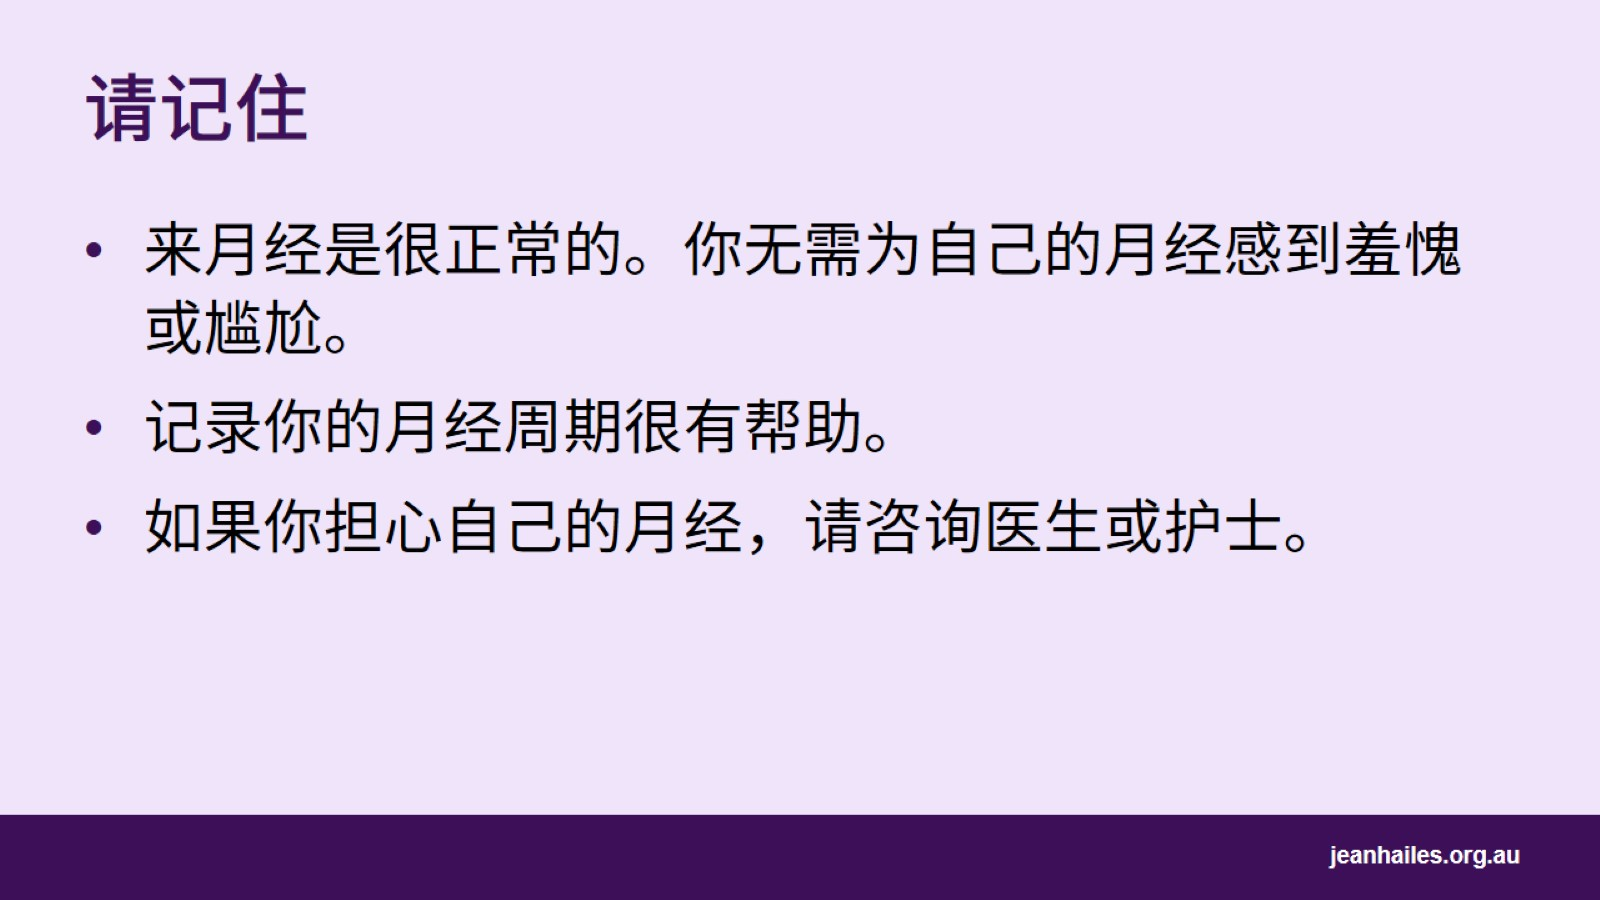 请记住
• 来月经是很正常的。你无需为自己的月经感到羞愧
或尴尬。
• 记录你的月经周期很有帮助。
• 如果你担心自己的月经，请咨询医生或护士。
jeanhailes.org.au